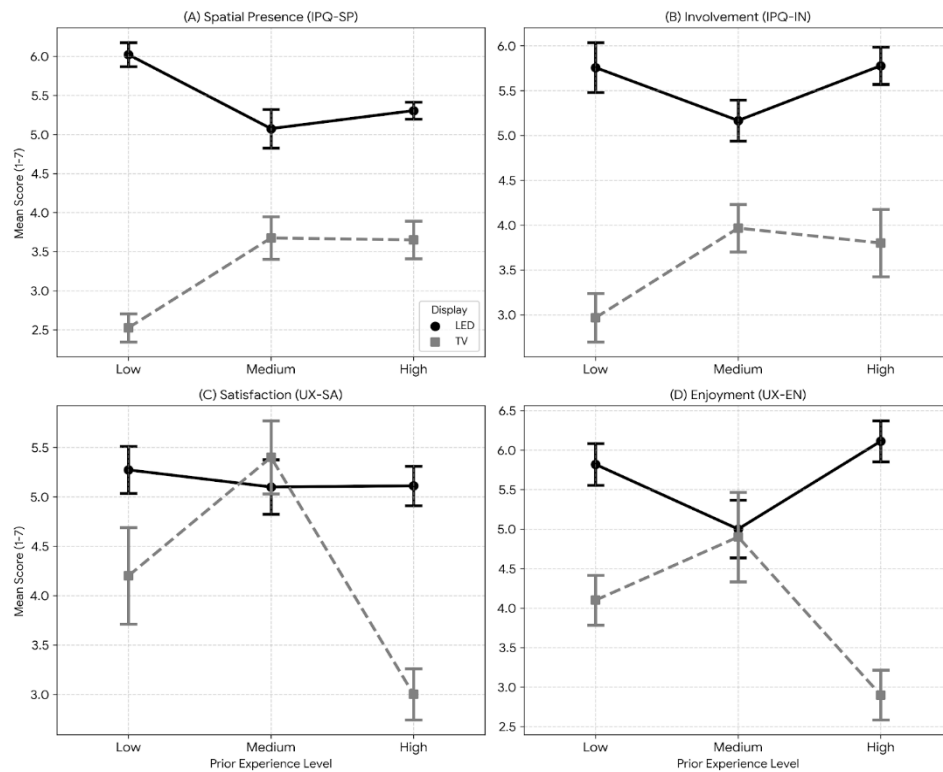 (A) Spatial Presence (IPQ-SP)
Mean Score (1-7)
6.0
5.5
5.0
4.5
4.0
3.5
3.0
2.5
Low
Medium
High
Display
LED
TV
(B) Involvement (IPQ-IN)
6.0
5.5
5.0
4.5
4.0
3.5
3.0
Low
Medium
High
(C) Satisfaction (UX-SA)
Mean Score (1-7)
5.5
5.0
4.5
4.0
3.5
3.0
Low
Medium
High
Prior Experience Level
(D) Enjoyment (UX-EN)
6.5
6.0
5.5
5.0
4.5
4.0
3.5
3.0
2.5
Low
Medium
High
Prior Experience Level